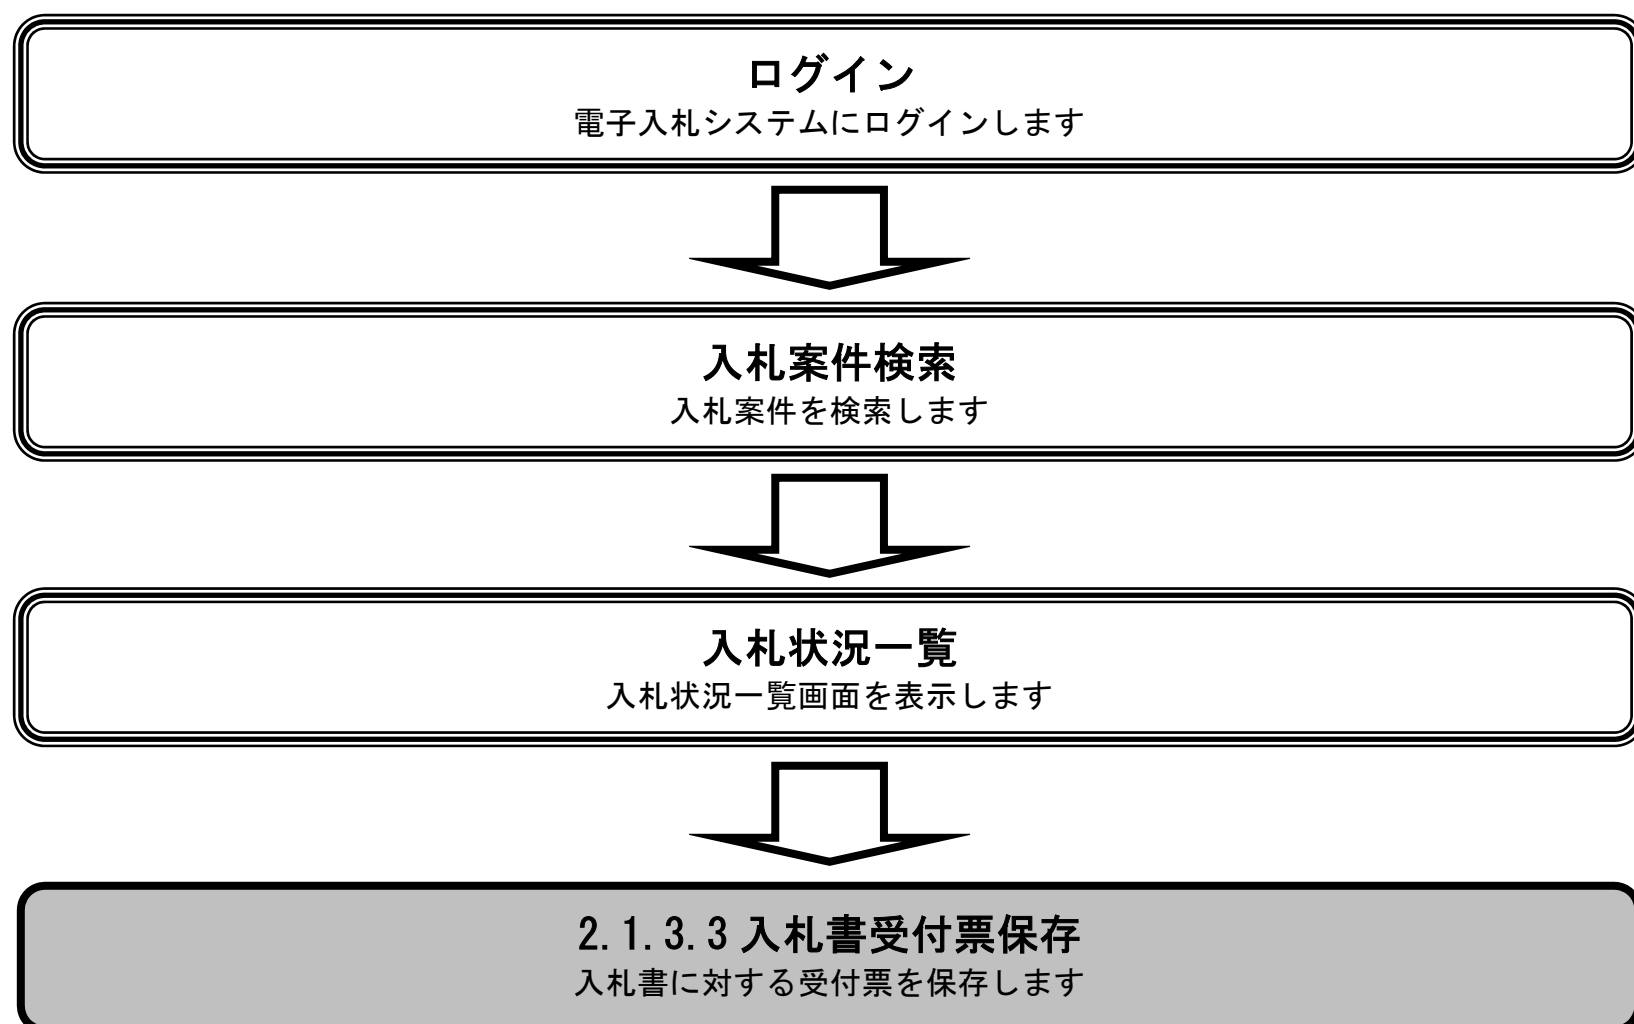 ログイン
電子入札システムにログインします
入札案件検索
入札案件を検索します
入札状況一覧
入札状況一覧画面を表示します
2.1.3.3 入札書受付票保存
入札書に対する受付票を保存します